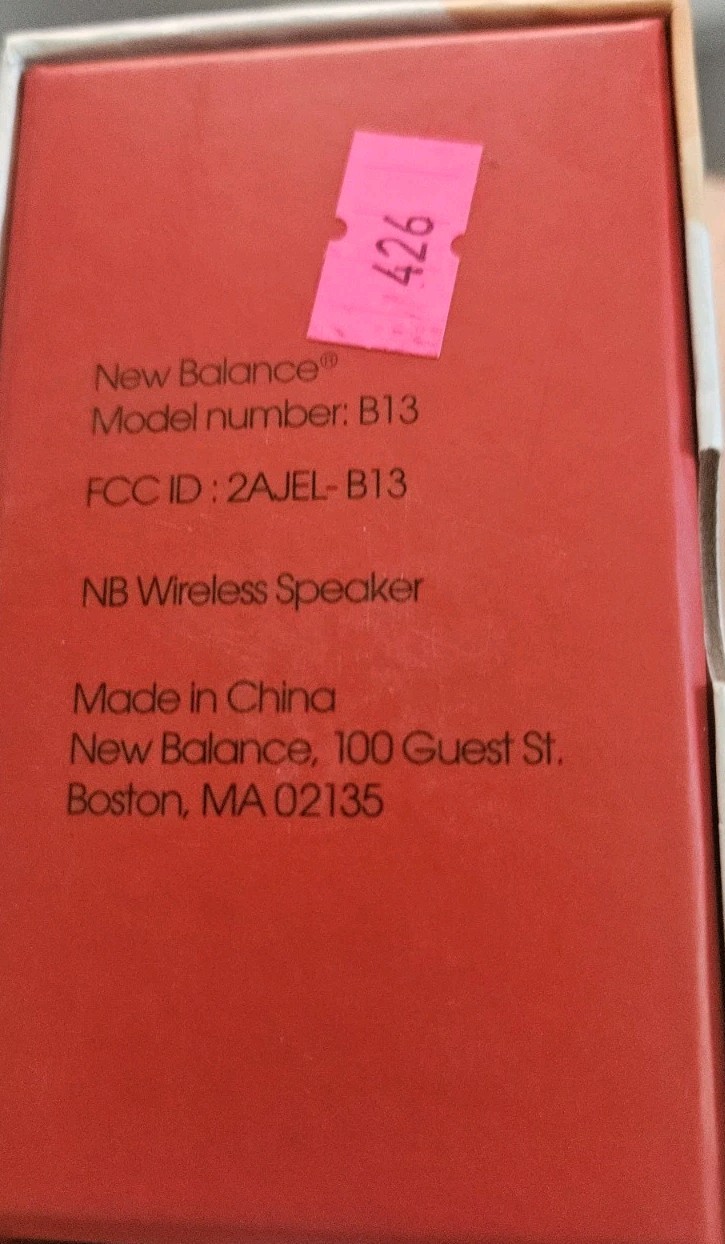 426
New Balance®
Model number: B13
FCC ID : 2AJEL- B13
NB Wireless Speaker
Made in China
New Balance, 100 Guest St.
Boston, MA 02135